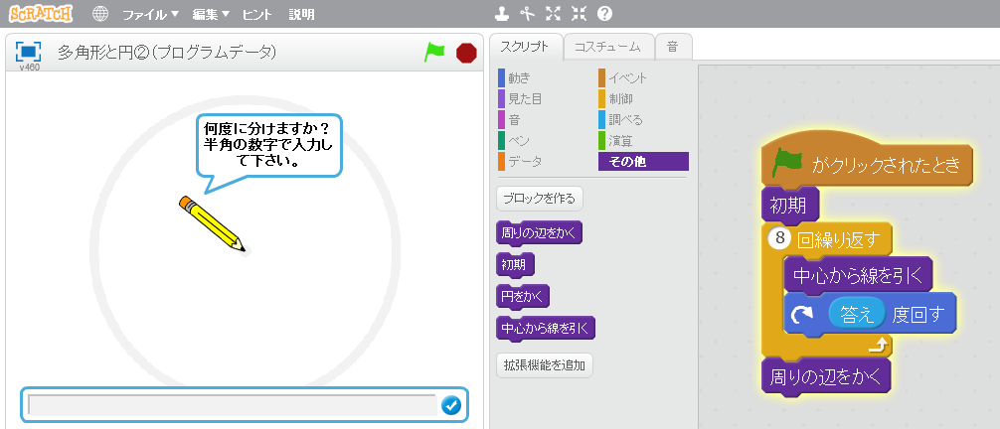 SCRATCH
ファイル▼ 編集▼ ヒント 説明
v460
多角形と円②(プログラムデータ)
何度に分けますか?
半角の数字で入力し
て下さい。
スクリプト コスチューム 音
動き イベント
見た目 制御
音 調べる
ペン 演算
データ その他
ブロックを作る
周りの辺をかく
初期
円をかく
中心から線を引く
拡張機能を追加
がクリックされたとき
初期
8 回繰り返す
中心から線を引く
答え 度回す
周りの辺をかく